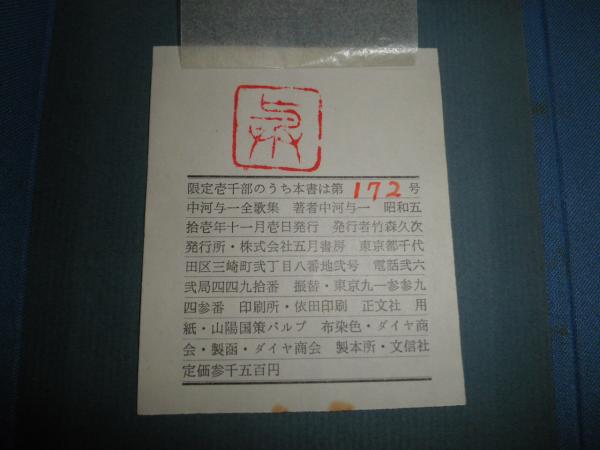 限定壱千部のうち本書は第172号
中河与一全歌集　著者中河与一　昭和五
拾壱年十一月壱日発行　発行者竹森久次
発行所・株式会社五月書房　東京都千代
田区三崎町弐丁目八番地弐号　電話弐六
弐局四四九拾番　振替・東京九一参参九
四参番　印刷所・依田印刷　正文社　用
紙・山陽国策パルプ　布染色・ダイヤ商
会・製函・ダイヤ商会　製本所・文信社
定価参千五百円